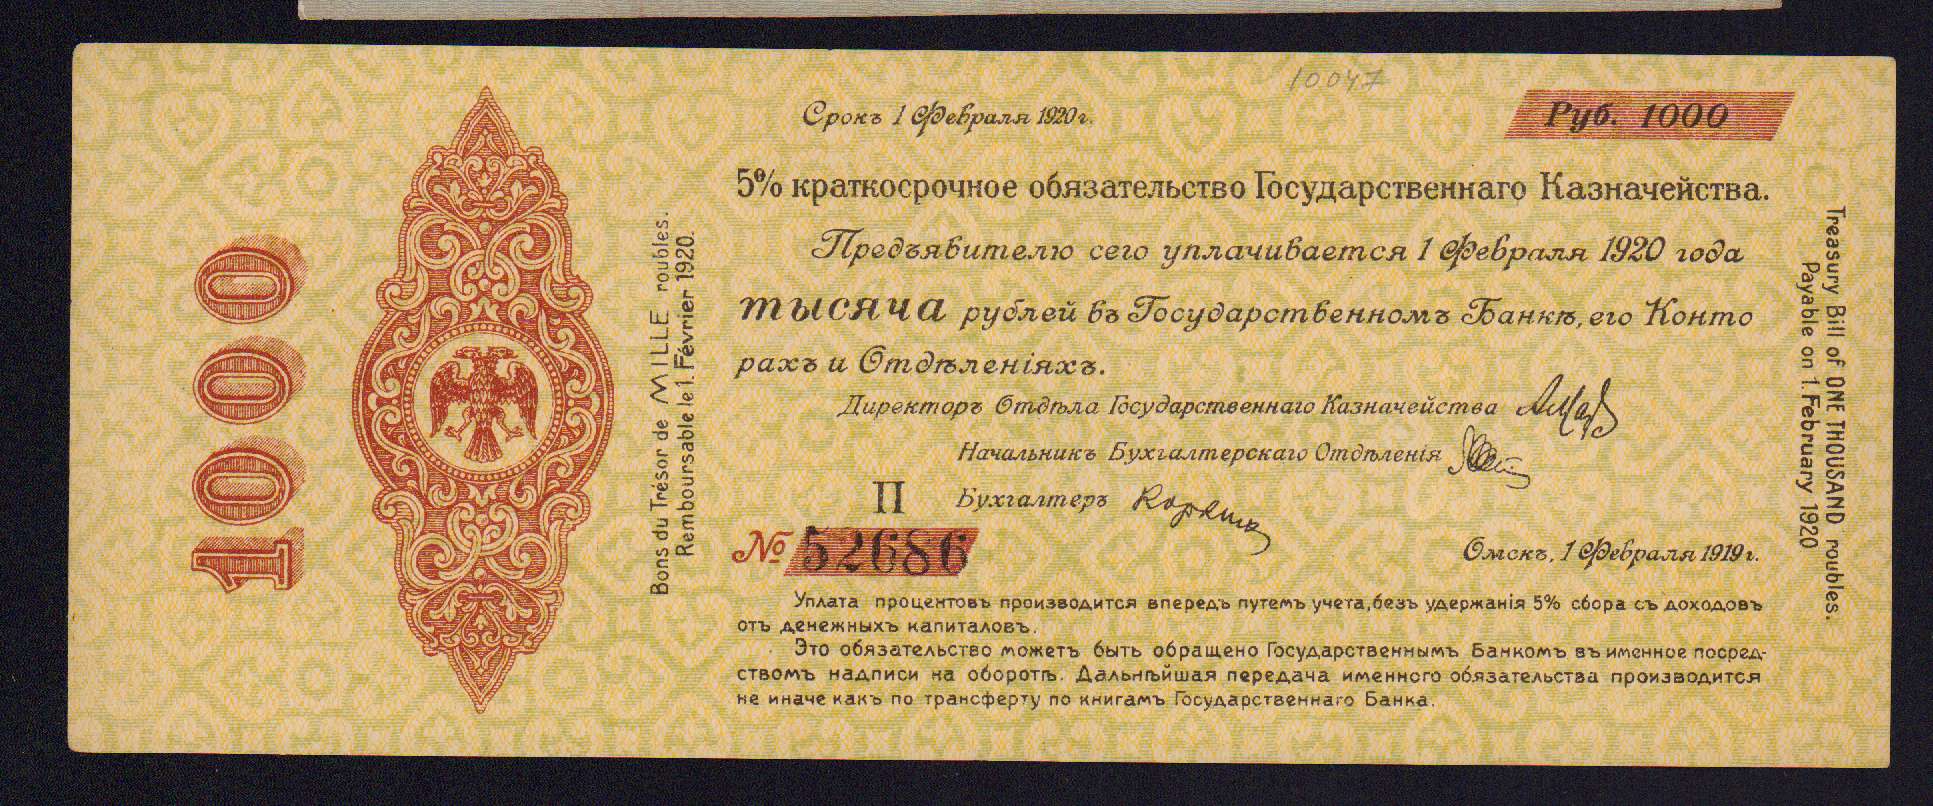 10047
Срокъ 1 Февраля 1920 г.
Руб. 1000
5% краткосрочное обязательство Государственнаго Казначейства.
Предъявителю сего уплачивается 1 Февраля 1920 года
тысяча рублей въ Государственномъ Банкѣ, его Конто
рахъ и Отдѣленіяхъ.
Директоръ Отдѣла Государственнаго Казначейства
Начальникъ Бухгалтерскаго Отдѣленія
П
Бухгалтеръ
№ 52686
Омскъ, 1 Февраля 1919 г.
Уплата процентовъ производится впередъ путемъ учета, безъ удержанія 5% сбора съ доходовъ
отъ денежныхъ капиталовъ.
Это обязательство можетъ быть обращено Государственнымъ Банкомъ въ именное посред-
ствомъ надписи на оборотѣ. Дальнѣйшая передача именного обязательства производится
не иначе какъ по трансферту по книгамъ Государственнаго Банка.
1000
Bons du Trésor de MILLE roubles.
Remboursable le 1. Février 1920.
Treasury Bill of ONE THOUSAND roubles.
Payable on 1. February 1920